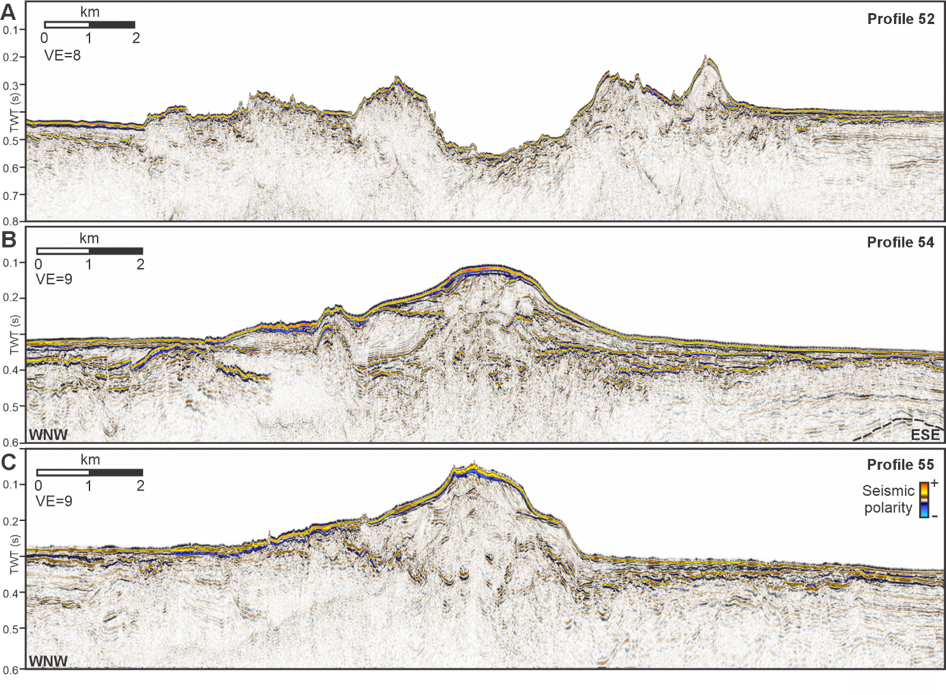 A
km
0 1 2
VE=8
Profile 52
0.1
0.2
0.3
TWT (s)
0.5
0.6
0.7
0.8
B
km
0 1 2
VE=9
Profile 54
0.1
0.2
TWT (s)
0.4
0.5
0.6
WNW
ESE
C
km
0 1 2
VE=9
Profile 55
Seismic
polarity
+
-
0.1
0.2
TWT (s)
0.4
0.5
0.6
WNW